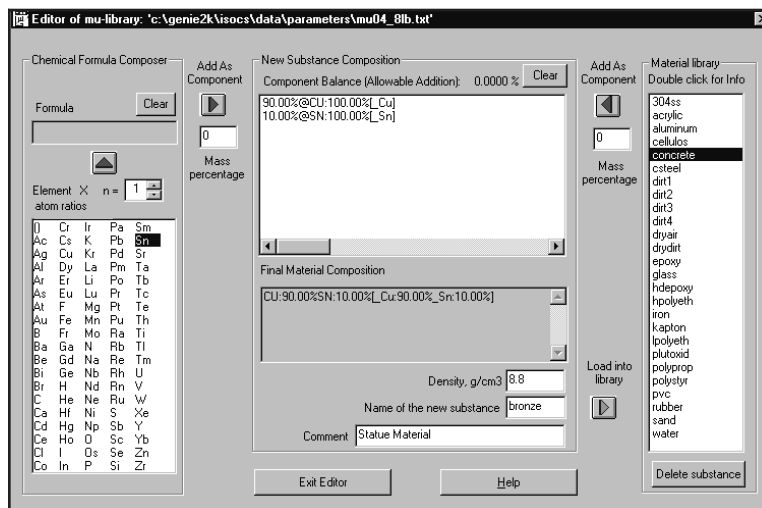 Editor of mu-library: 'c:\genie2k\isocs\data\parameters\mu04_8lb.txt'
Chemical Formula Composer
Formula
Clear
Element X n = 1
atom ratios
() Cr Ir Pa Sm
Ac Cs K Pb Sn
Ag Cu Kr Pd Sr
Al Dy La Pm Ta
Ar Er Li Po Tb
As Eu Lu Pr Tc
At F Mg Pt Te
Au Fe Mn Pu Th
B Fr Mo Ra Ti
Ba Ga N Rb Tl
Be Gd Na Re Tm
Bi Ge Nb Rh U
Br H Nd Rn V
C He Ne Ru W
Ca Hf Ni S Xe
Cd Hg Np Sb Y
Ce Ho O Sc Yb
Cl I Os Se Zn
Co In P Si Zr
Add As
Component
0
Mass
percentage
New Substance Composition
Component Balance (Allowable Addition): 0.0000 % Clear
90.00%@CU:100.00%[_Cu]
10.00%@SN:100.00%[_Sn]
Final Material Composition
CU:90.00%SN:10.00%[_Cu:90.00%_Sn:10.00%]
Density, g/cm3 8.8
Name of the new substance bronze
Comment Statue Material
Exit Editor
Help
Add As
Component
0
Mass
percentage
Load into
library
Material library
Double click for Info
304ss
acrylic
aluminum
cellulos
concrete
csteel
dirt1
dirt2
dirt3
dirt4
dryair
drydirt
epoxy
glass
hdepoxy
hpolyeth
iron
kapton
lpolyeth
plutoxid
polyprop
polystyr
pvc
rubber
sand
water
Delete substance